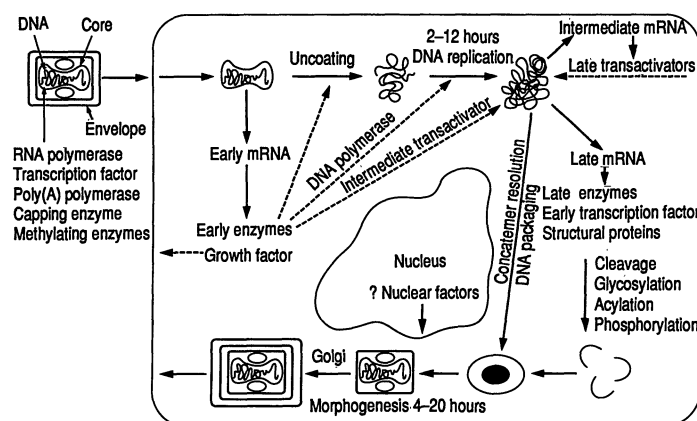 DNA
Core
Envelope
RNA polymerase
Transcription factor
Poly(A) polymerase
Capping enzyme
Methylating enzymes
Uncoating
2–12 hours
DNA replication
Intermediate mRNA
Late transactivators
Early mRNA
DNA polymerase
Intermediate transactivator
Early enzymes
Growth factor
Late mRNA
Late enzymes
Early transcription factor
Structural proteins
Concatemer resolution
DNA packaging
Nucleus
? Nuclear factors
Cleavage
Glycosylation
Acylation
Phosphorylation
Golgi
Morphogenesis 4–20 hours